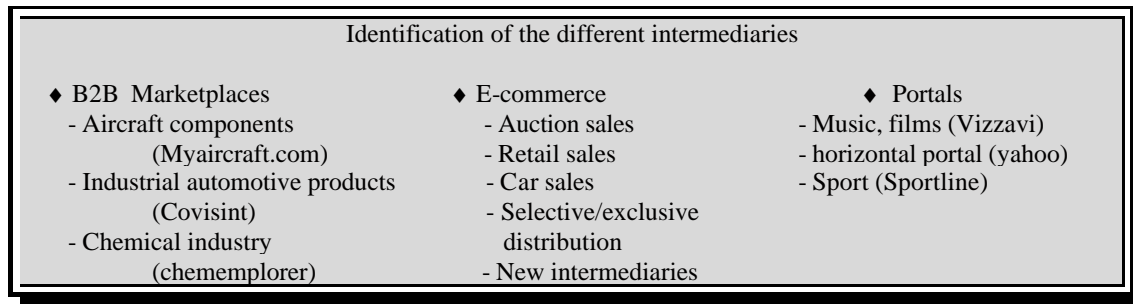 Identification of the different intermediaries
♦ B2B Marketplaces
- Aircraft components
(Myaircraft.com)
- Industrial automotive products
(Covisint)
- Chemical industry
(chememplorer)
♦ E-commerce
- Auction sales
- Retail sales
- Car sales
- Selective/exclusive
distribution
- New intermediaries
♦ Portals
- Music, films (Vizzavi)
- horizontal portal (yahoo)
- Sport (Sportline)